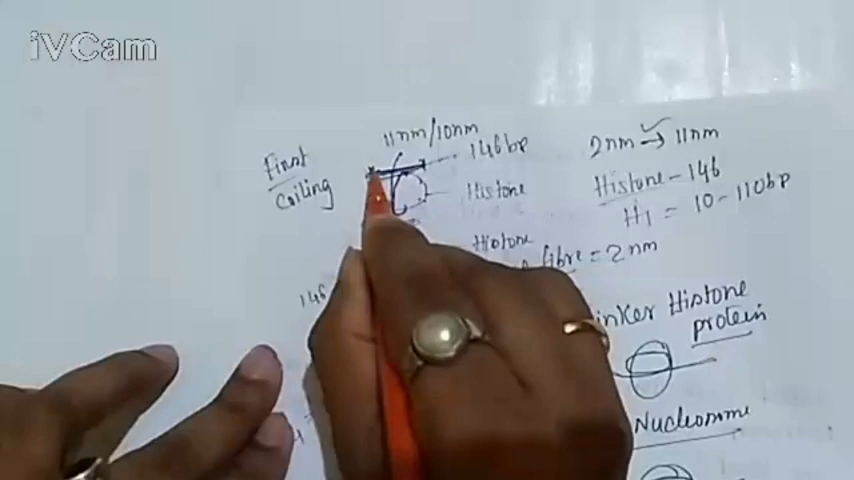 iVCam
11nm/10nm
First
Coiling
146bp
2nm → 11nm
Histone
Histone - 146
H1 = 10 - 110bp
Histone
fibre = 2nm
146
Histone
protein
Nucleosome